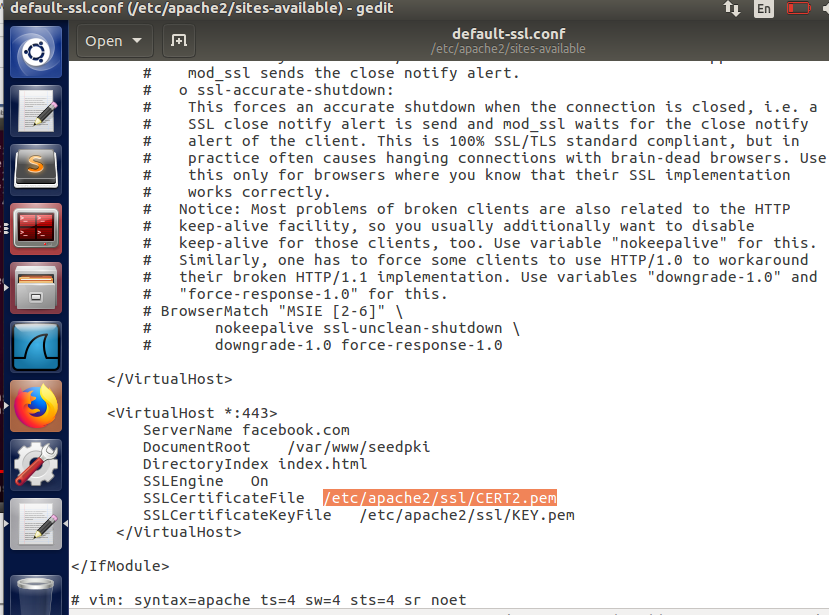 default-ssl.conf (/etc/apache2/sites-available) - gedit
En
Open
default-ssl.conf
/etc/apache2/sites-available
#    mod_ssl sends the close notify alert.
#   o ssl-accurate-shutdown:
#    This forces an accurate shutdown when the connection is closed, i.e. a
#    SSL close notify alert is send and mod_ssl waits for the close notify
#    alert of the client. This is 100% SSL/TLS standard compliant, but in
#    practice often causes hanging connections with brain-dead browsers. Use
#    this only for browsers where you know that their SSL implementation
#    works correctly.
#   Notice: Most problems of broken clients are also related to the HTTP
#   keep-alive facility, so you usually additionally want to disable
#   keep-alive for those clients, too. Use variable "nokeepalive" for this.
#   Similarly, one has to force some clients to use HTTP/1.0 to workaround
#   their broken HTTP/1.1 implementation. Use variables "downgrade-1.0" and
#   "force-response-1.0" for this.
# BrowserMatch "MSIE [2-6]" \
#       nokeepalive ssl-unclean-shutdown \
#       downgrade-1.0 force-response-1.0
</VirtualHost>
<VirtualHost *:443>
ServerName facebook.com
DocumentRoot    /var/www/seedpki
DirectoryIndex index.html
SSLEngine   On
SSLCertificateFile  /etc/apache2/ssl/CERT2.pem
SSLCertificateKeyFile   /etc/apache2/ssl/KEY.pem
</VirtualHost>
</IfModule>
# vim: syntax=apache ts=4 sw=4 sts=4 sr noet